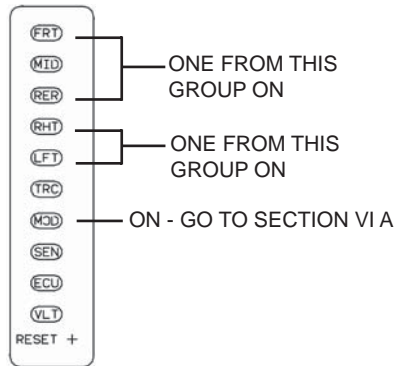 FRT
MID
RER
RHT
LFT
TRC
MOD
SEN
ECU
VLT
RESET +
ONE FROM THIS
GROUP ON
ONE FROM THIS
GROUP ON
ON - GO TO SECTION VI A